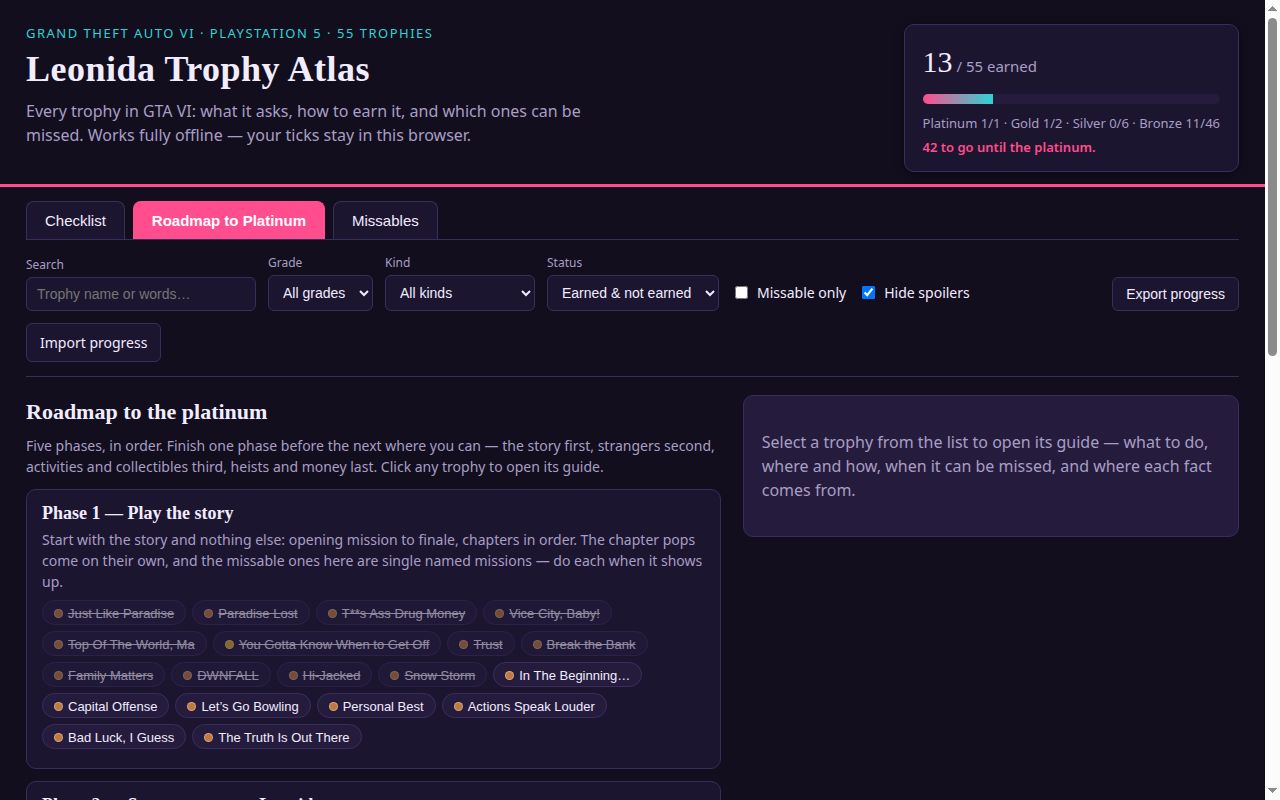 GRAND THEFT AUTO VI · PLAYSTATION 5 · 55 TROPHIES
Leonida Trophy Atlas
Every trophy in GTA VI: what it asks, how to earn it, and which ones can be
missed. Works fully offline — your ticks stay in this browser.
13 / 55 earned
Platinum 1/1 · Gold 1/2 · Silver 0/6 · Bronze 11/46
42 to go until the platinum.
Checklist
Roadmap to Platinum
Missables
Search
Trophy name or words…
Grade
All grades
Kind
All kinds
Status
Earned & not earned
Missable only
Hide spoilers
Export progress
Import progress
Roadmap to the platinum
Five phases, in order. Finish one phase before the next where you can — the story first, strangers second,
activities and collectibles third, heists and money last. Click any trophy to open its guide.
Phase 1 — Play the story
Start with the story and nothing else: opening mission to finale, chapters in order. The chapter pops
come on their own, and the missable ones here are single named missions — do each when it shows
up.
Just Like Paradise
Paradise Lost
T**s Ass Drug Money
Vice City, Baby!
Top Of The World, Ma
You Gotta Know When to Get Off
Trust
Break the Bank
Family Matters
DWNFALL
Hi-Jacked
Snow Storm
In The Beginning…
Capital Offense
Let’s Go Bowling
Personal Best
Actions Speak Louder
Bad Luck, I Guess
The Truth Is Out There
Select a trophy from the list to open its guide — what to do,
where and how, when it can be missed, and where each fact
comes from.